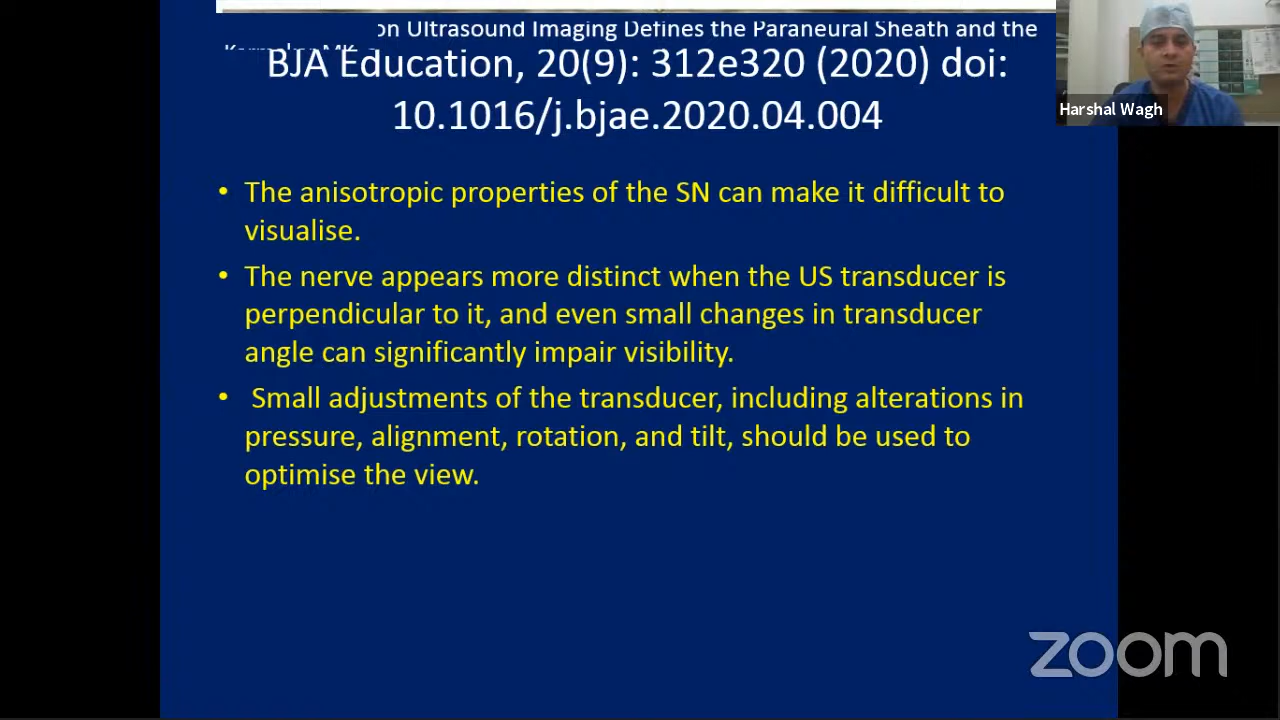 on Ultrasound Imaging Defines the Paraneural Sheath and the
BJA Education, 20(9): 312e320 (2020) doi:
10.1016/j.bjae.2020.04.004
Harshal Wagh
• The anisotropic properties of the SN can make it difficult to
visualise.
• The nerve appears more distinct when the US transducer is
perpendicular to it, and even small changes in transducer
angle can significantly impair visibility.
• Small adjustments of the transducer, including alterations in
pressure, alignment, rotation, and tilt, should be used to
optimise the view.
zoom